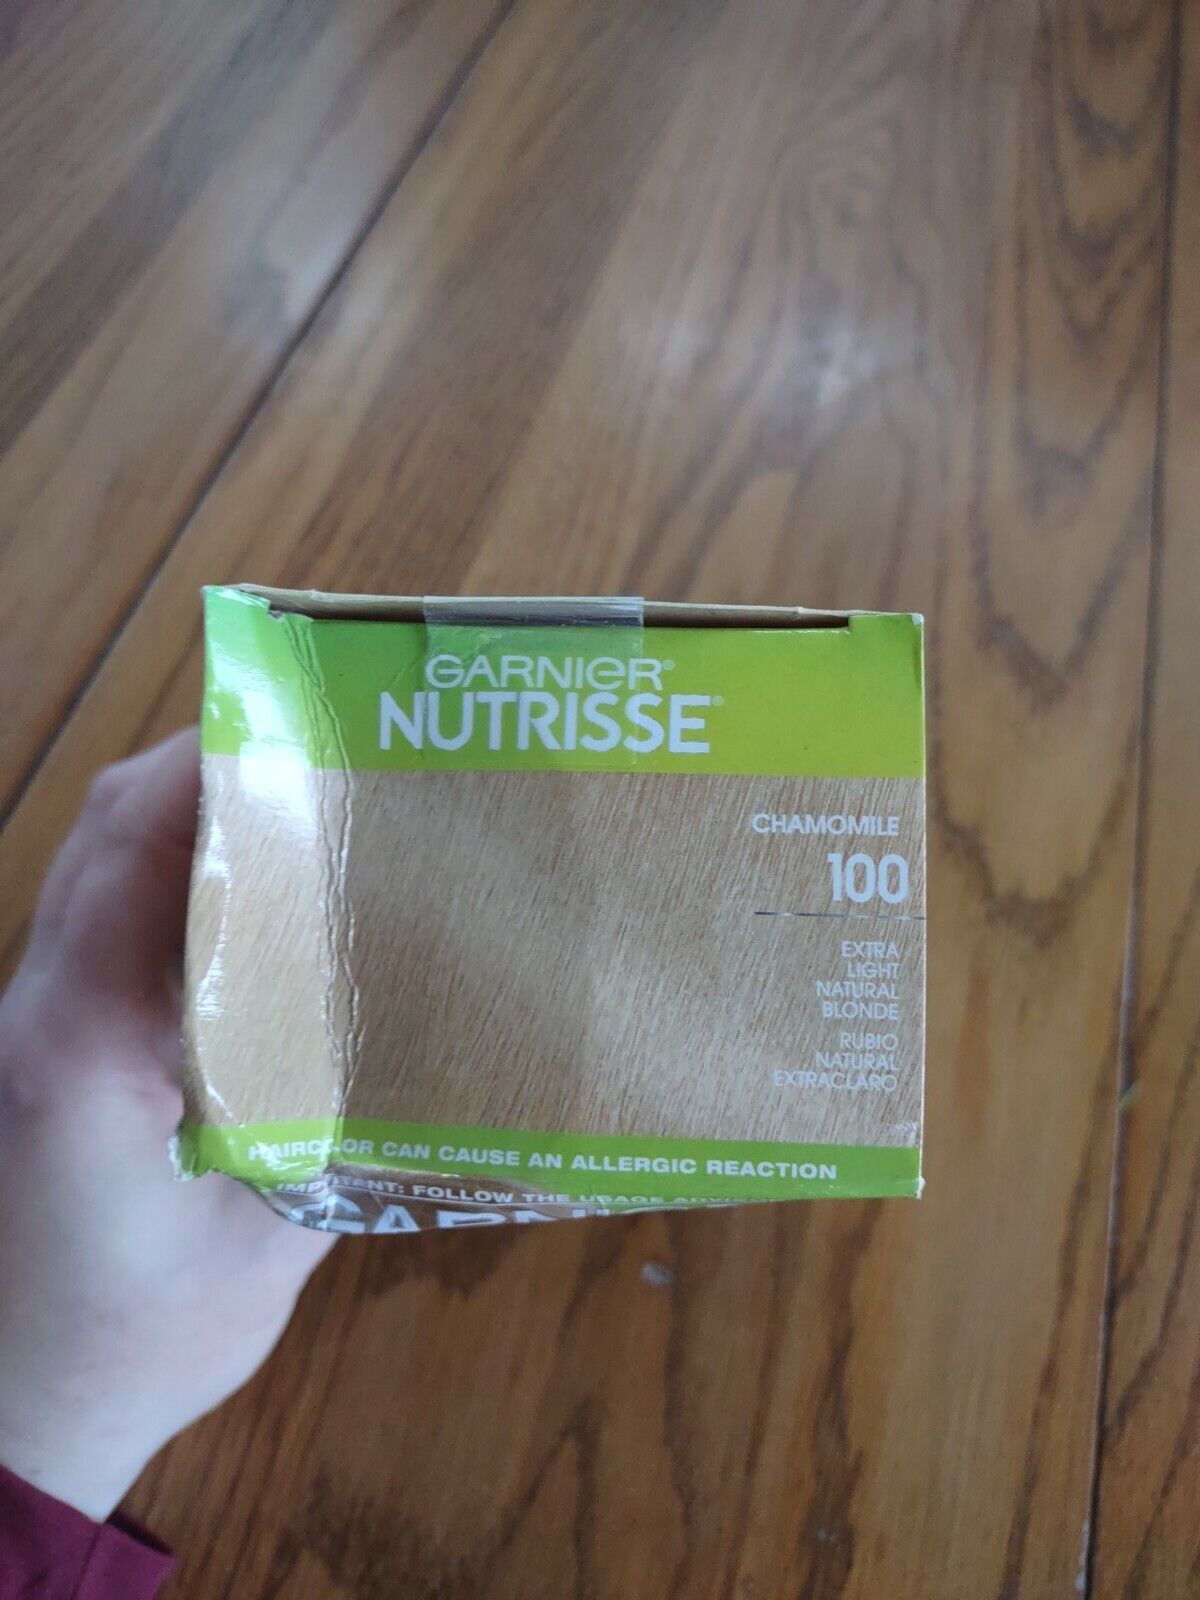 GARNIER®
NUTRISSE®
CHAMOMILE
100
EXTRA
LIGHT
NATURAL
BLONDE
RUBIO
NATURAL
EXTRACLARO
HAIRCOLOR CAN CAUSE AN ALLERGIC REACTION
FOLLOW THE USAGE